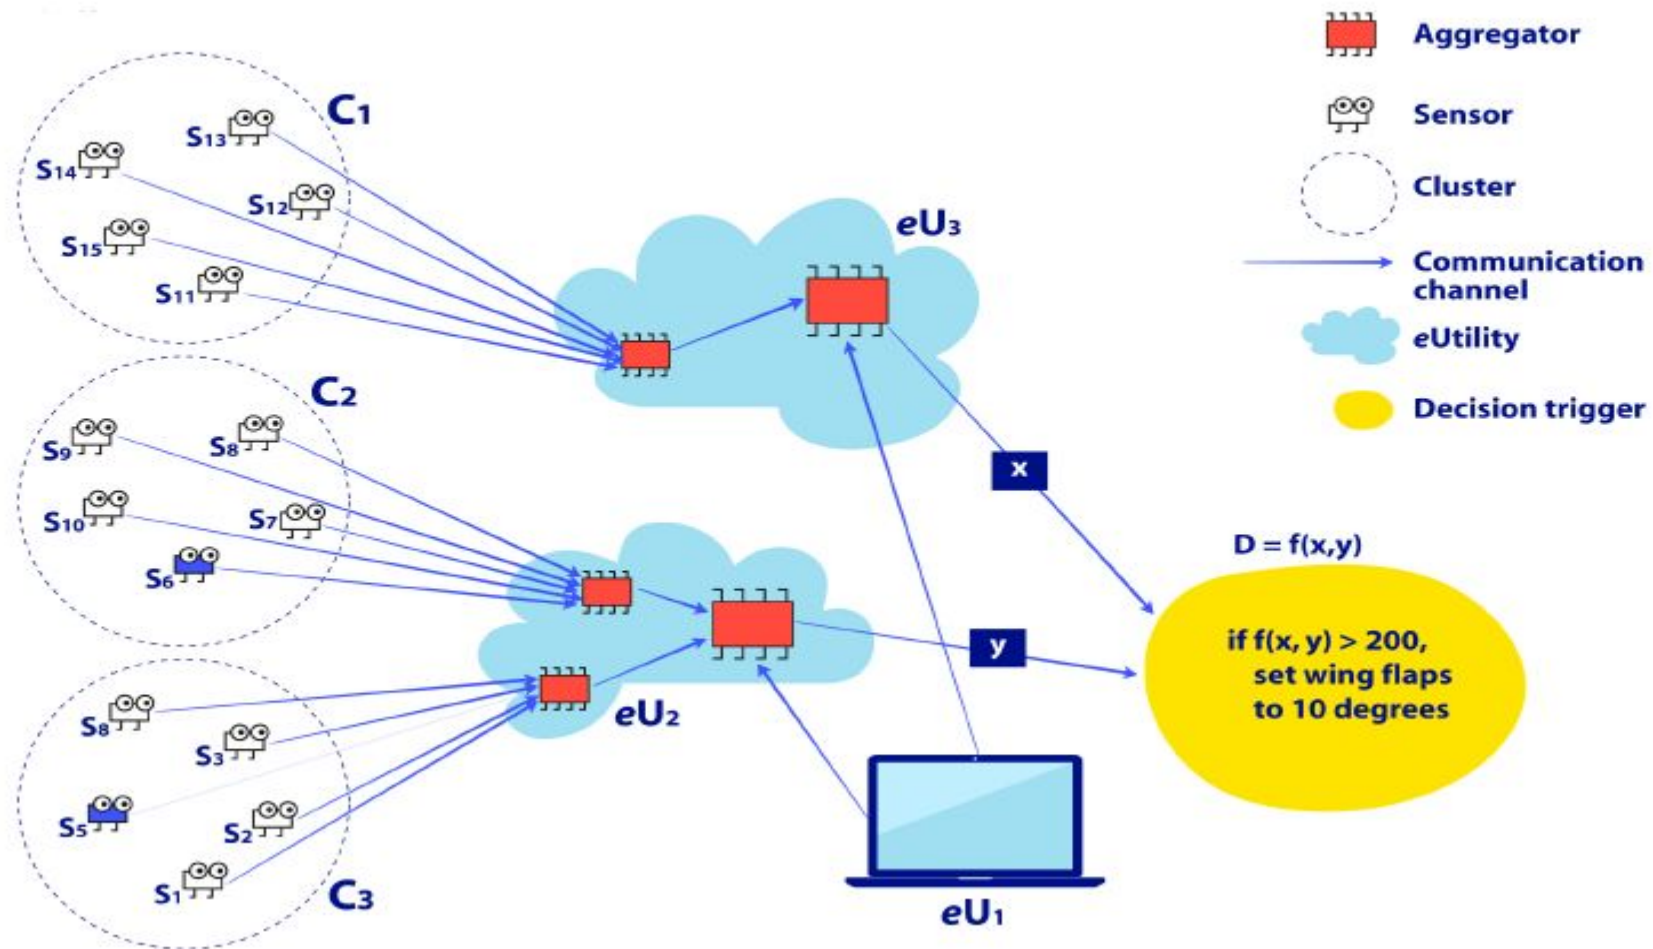 Aggregator
Sensor
Cluster
Communication
channel
eUtility
Decision trigger
C1
S13
S14
S12
S15
S11
eU3
C2
S9
S8
S10
S7
S6
x
D = f(x,y)
if f(x, y) > 200,
set wing flaps
to 10 degrees
y
eU2
S8
S3
S5
S2
S1
C3
eU1